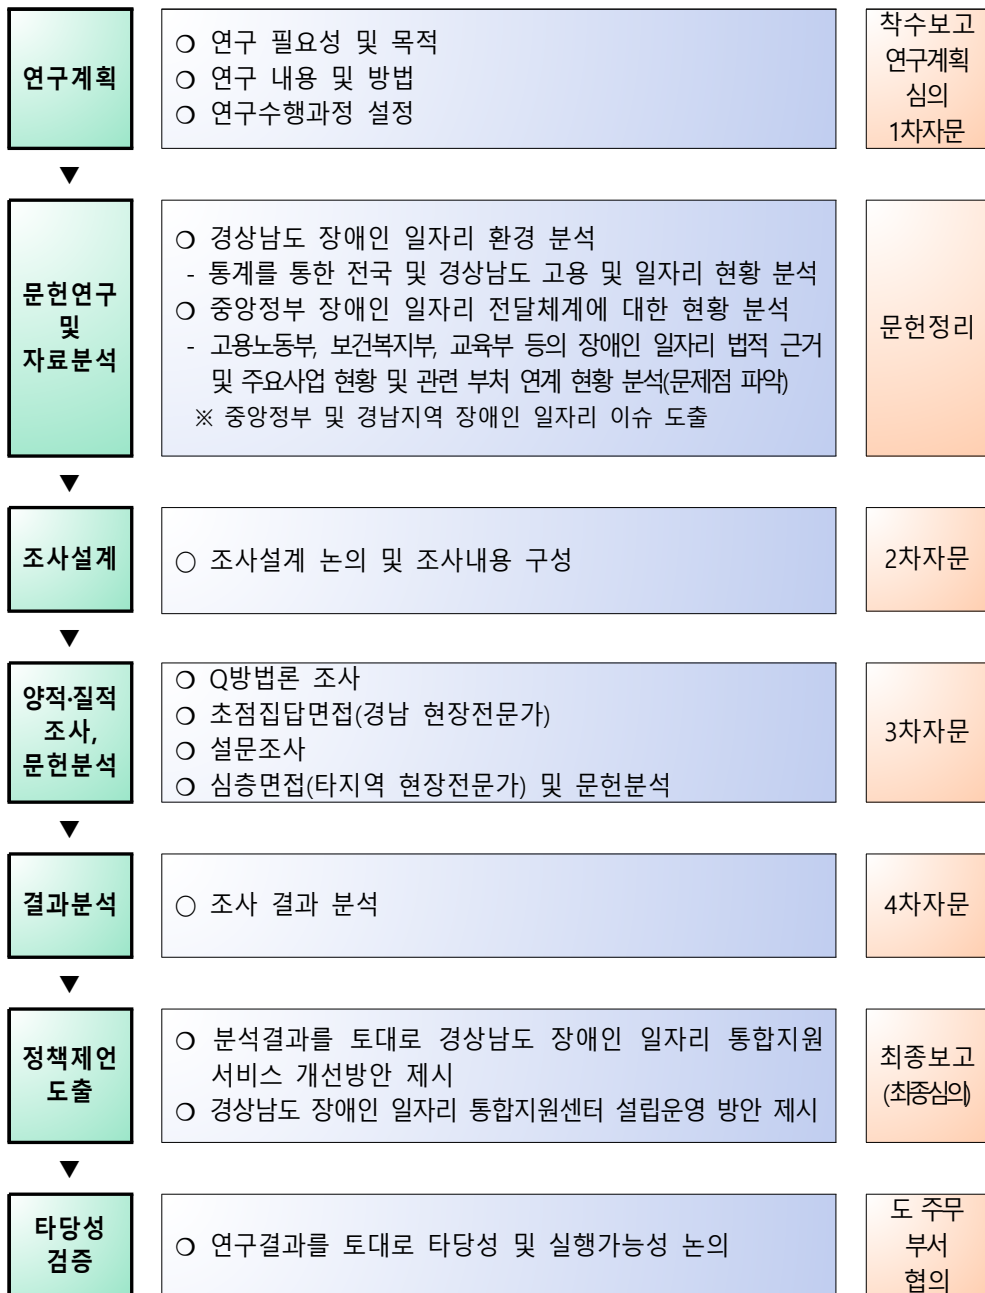 연구계획
❍ 연구 필요성 및 목적
❍ 연구 내용 및 방법
❍ 연구수행과정 설정
착수보고
연구계획
심의
1차자문
▼
문헌연구
및
자료분석
❍ 경상남도 장애인 일자리 환경 분석
- 통계를 통한 전국 및 경상남도 고용 및 일자리 현황 분석
❍ 중앙정부 장애인 일자리 전달체계에 대한 현황 분석
- 고용노동부, 보건복지부, 교육부 등의 장애인 일자리 법적 근거
및 주요사업 현황 및 관련 부처 연계 현황 분석(문제점 파악)
※ 중앙정부 및 경남지역 장애인 일자리 이슈 도출
문헌정리
▼
조사설계
○ 조사설계 논의 및 조사내용 구성
2차자문
▼
양적·질적
조사,
문헌분석
❍ Q방법론 조사
❍ 초점집답면접(경남 현장전문가)
❍ 설문조사
❍ 심층면접(타지역 현장전문가) 및 문헌분석
3차자문
▼
결과분석
○ 조사 결과 분석
4차자문
▼
정책제언
도출
❍ 분석결과를 토대로 경상남도 장애인 일자리 통합지원
서비스 개선방안 제시
❍ 경상남도 장애인 일자리 통합지원센터 설립운영 방안 제시
최종보고
(최종심의)
▼
타당성
검증
❍ 연구결과를 토대로 타당성 및 실행가능성 논의
도 주무
부서
협의